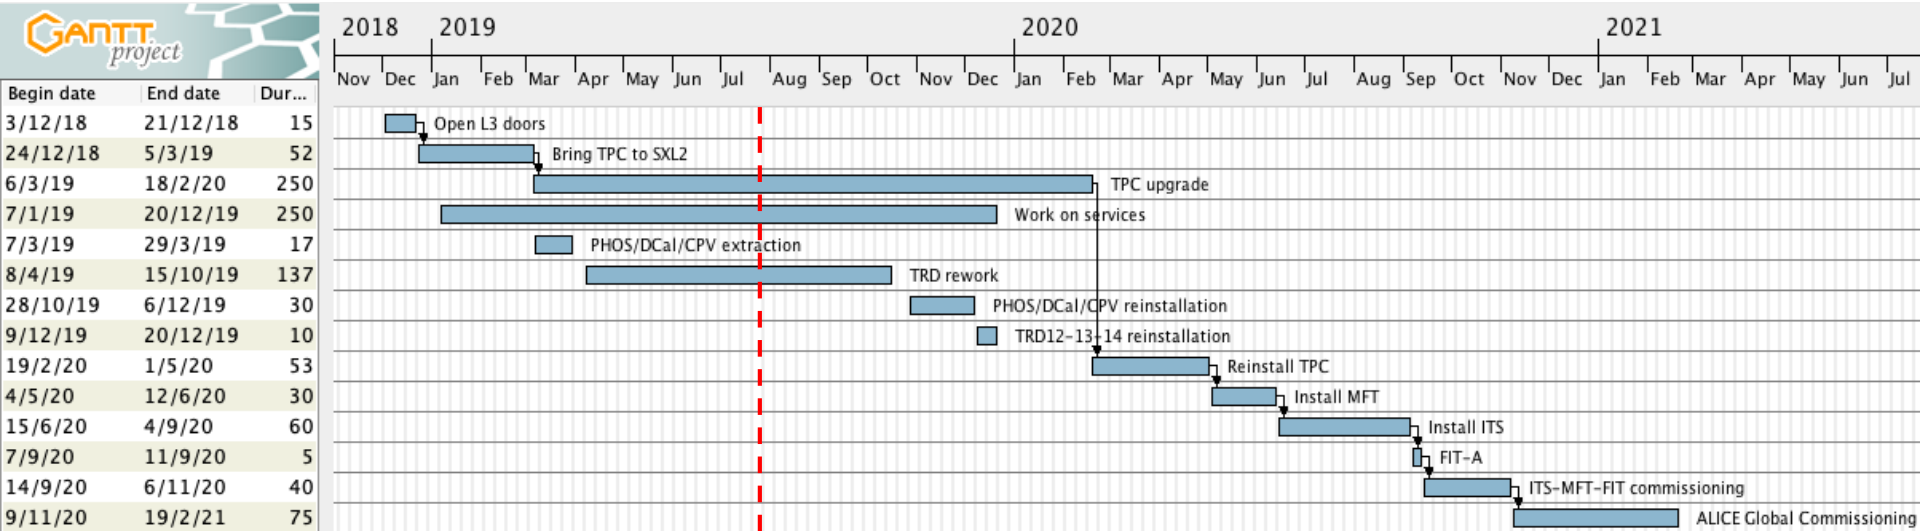 GANTT project
2018 2019 2020 2021
Nov Dec Jan Feb Mar Apr May Jun Jul Aug Sep Oct Nov Dec Jan Feb Mar Apr May Jun Jul Aug Sep Oct Nov Dec Jan Feb Mar Apr May Jun Jul
Begin date End date Dur...
3/12/18 21/12/18 15 Open L3 doors
24/12/18 5/3/19 52 Bring TPC to SXL2
6/3/19 18/2/20 250 TPC upgrade
7/1/19 20/12/19 250 Work on services
7/3/19 29/3/19 17 PHOS/DCal/CPV extraction
8/4/19 15/10/19 137 TRD rework
28/10/19 6/12/19 30 PHOS/DCal/CPV reinstallation
9/12/19 20/12/19 10 TRD12-13-14 reinstallation
19/2/20 1/5/20 53 Reinstall TPC
4/5/20 12/6/20 30 Install MFT
15/6/20 4/9/20 60 Install ITS
7/9/20 11/9/20 5 FIT-A
14/9/20 6/11/20 40 ITS-MFT-FIT commissioning
9/11/20 19/2/21 75 ALICE Global Commissioning